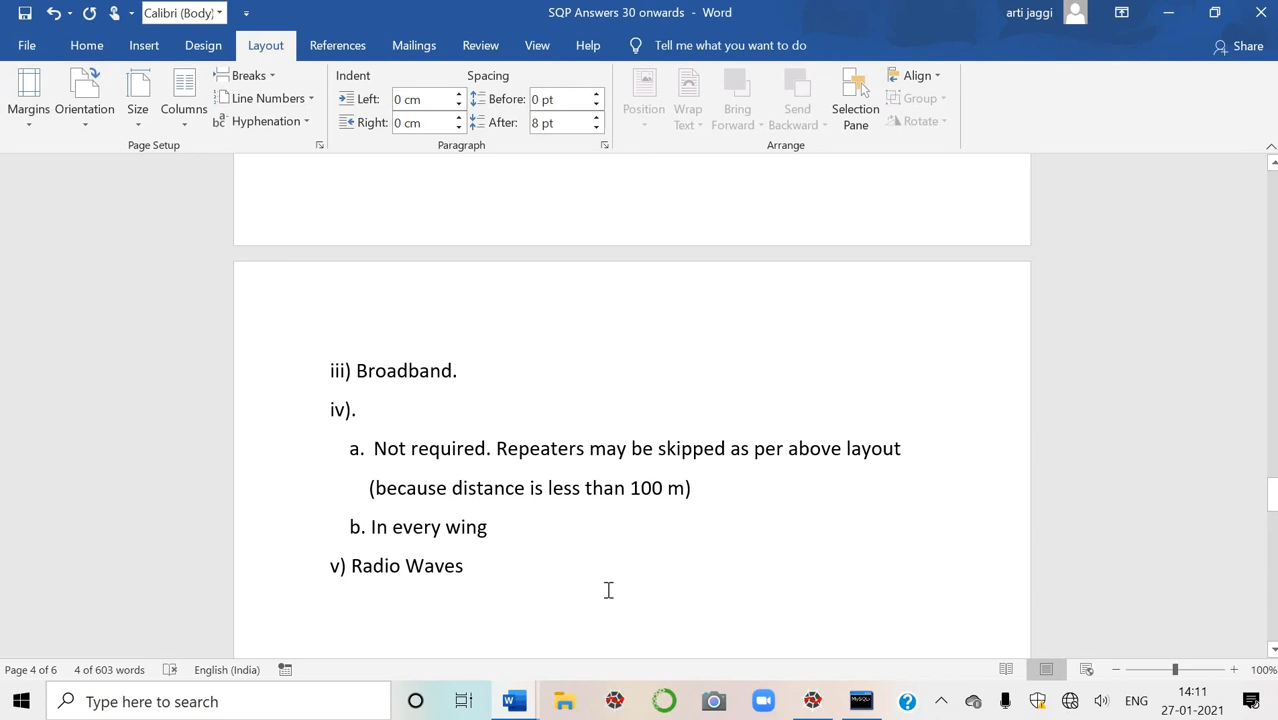 Calibri (Body)
SQP Answers 30 onwards - Word
arti jaggi
File Home Insert Design Layout References Mailings Review View Help Tell me what you want to do Share
Margins Orientation Size Columns
Breaks
Line Numbers
Hyphenation
Page Setup
Indent Spacing
Left: 0 cm Before: 0 pt
Right: 0 cm After: 8 pt
Paragraph
Position Wrap Text Bring Forward Send Backward Selection Pane
Align
Group
Rotate
Arrange
iii) Broadband.
iv).
a. Not required. Repeaters may be skipped as per above layout
(because distance is less than 100 m)
b. In every wing
v) Radio Waves
Page 4 of 6 4 of 603 words English (India) 100%
Type here to search
MySQL
ENG
14:11
27-01-2021